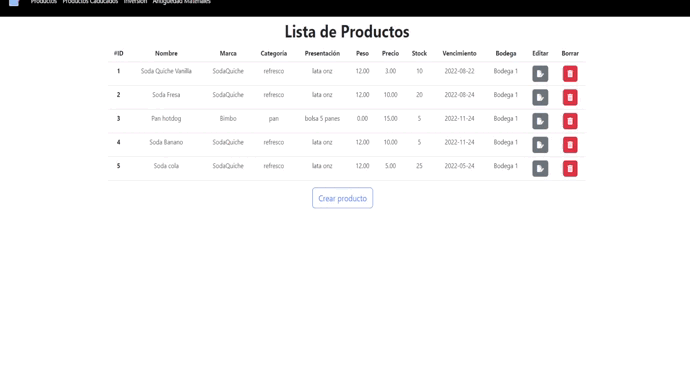 Productos Productos Caducados Inversión Antigüedad Materiales
Lista de Productos
#ID Nombre Marca Categoría Presentación Peso Precio Stock Vencimiento Bodega Editar Borrar
1 Soda Quiche Vanilla SodaQuiche refresco lata onz 12.00 3.00 10 2022-08-22 Bodega 1
2 Soda Fresa SodaQuiche refresco lata onz 12.00 10.00 20 2022-08-24 Bodega 1
3 Pan hotdog Bimbo pan bolsa 5 panes 0.00 15.00 5 2022-11-24 Bodega 1
4 Soda Banano SodaQuiche refresco lata onz 12.00 10.00 5 2022-11-24 Bodega 1
5 Soda cola SodaQuiche refresco lata onz 12.00 5.00 25 2022-05-24 Bodega 1
Crear producto